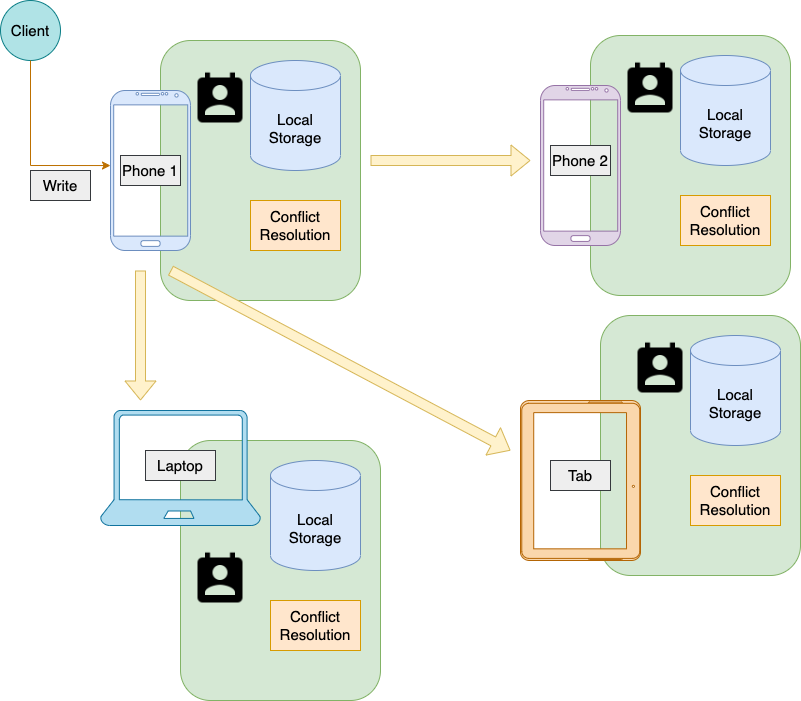 Client
Write
Phone 1
Local
Storage
Conflict
Resolution
Phone 2
Local
Storage
Conflict
Resolution
Laptop
Local
Storage
Conflict
Resolution
Tab
Local
Storage
Conflict
Resolution